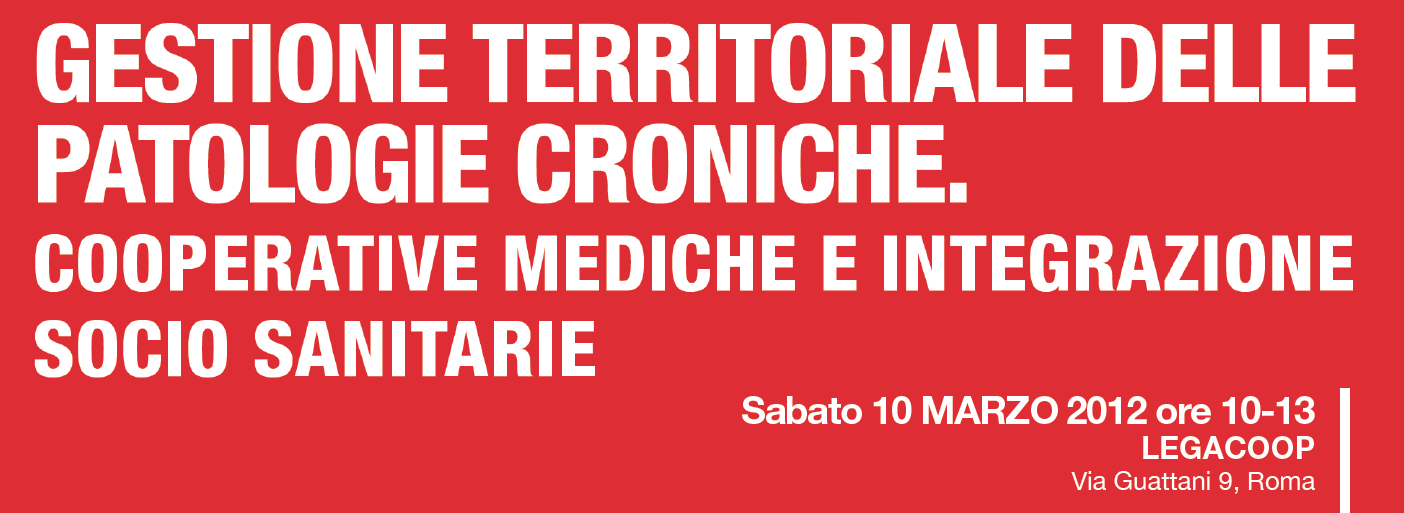 GESTIONE TERRITORIALE DELLE
PATOLOGIE CRONICHE.
COOPERATIVE MEDICHE E INTEGRAZIONE
SOCIO SANITARIE
Sabato 10 MARZO 2012 ore 10-13
LEGACOOP
Via Guattani 9, Roma